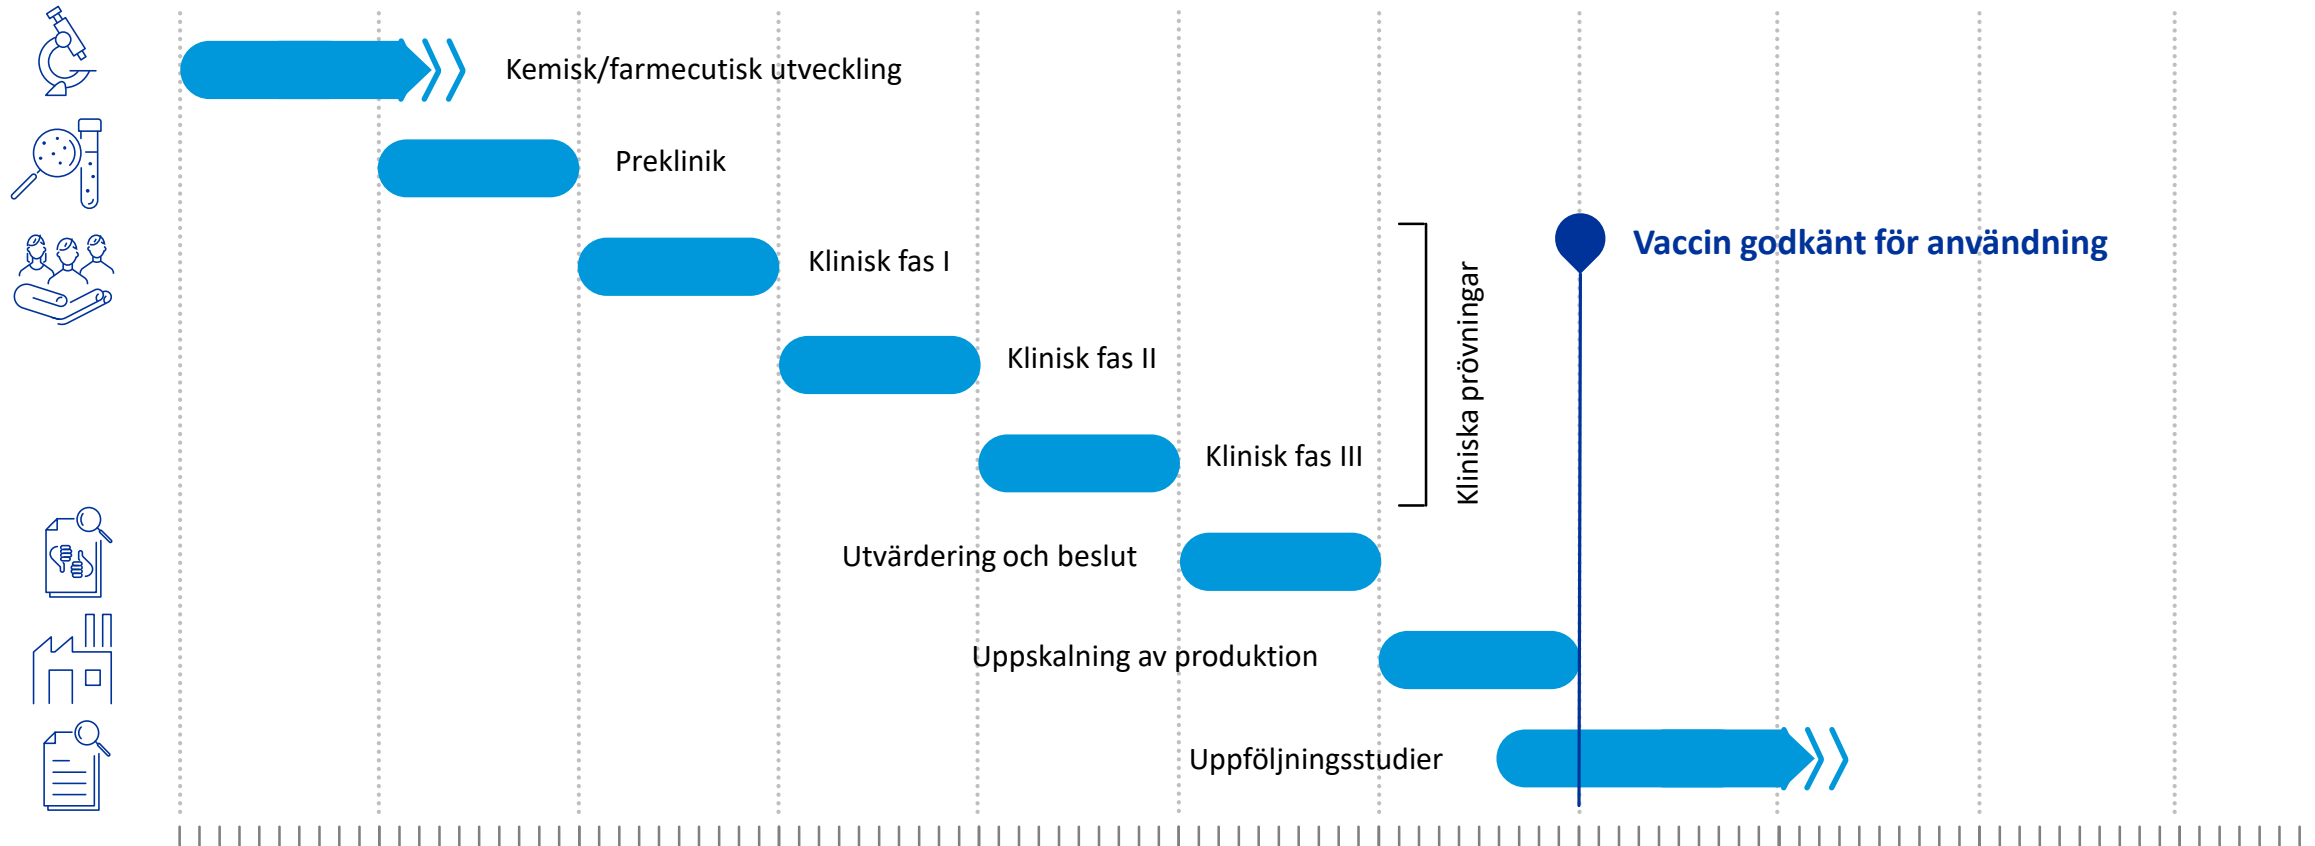 Kemisk/farmecutisk utveckling
Preklinik
Klinisk fas I
Vaccin godkänt för användning
Klinisk fas II
Kliniska prövningar
Klinisk fas III
Utvärdering och beslut
Uppskalning av produktion
Uppföljningsstudier